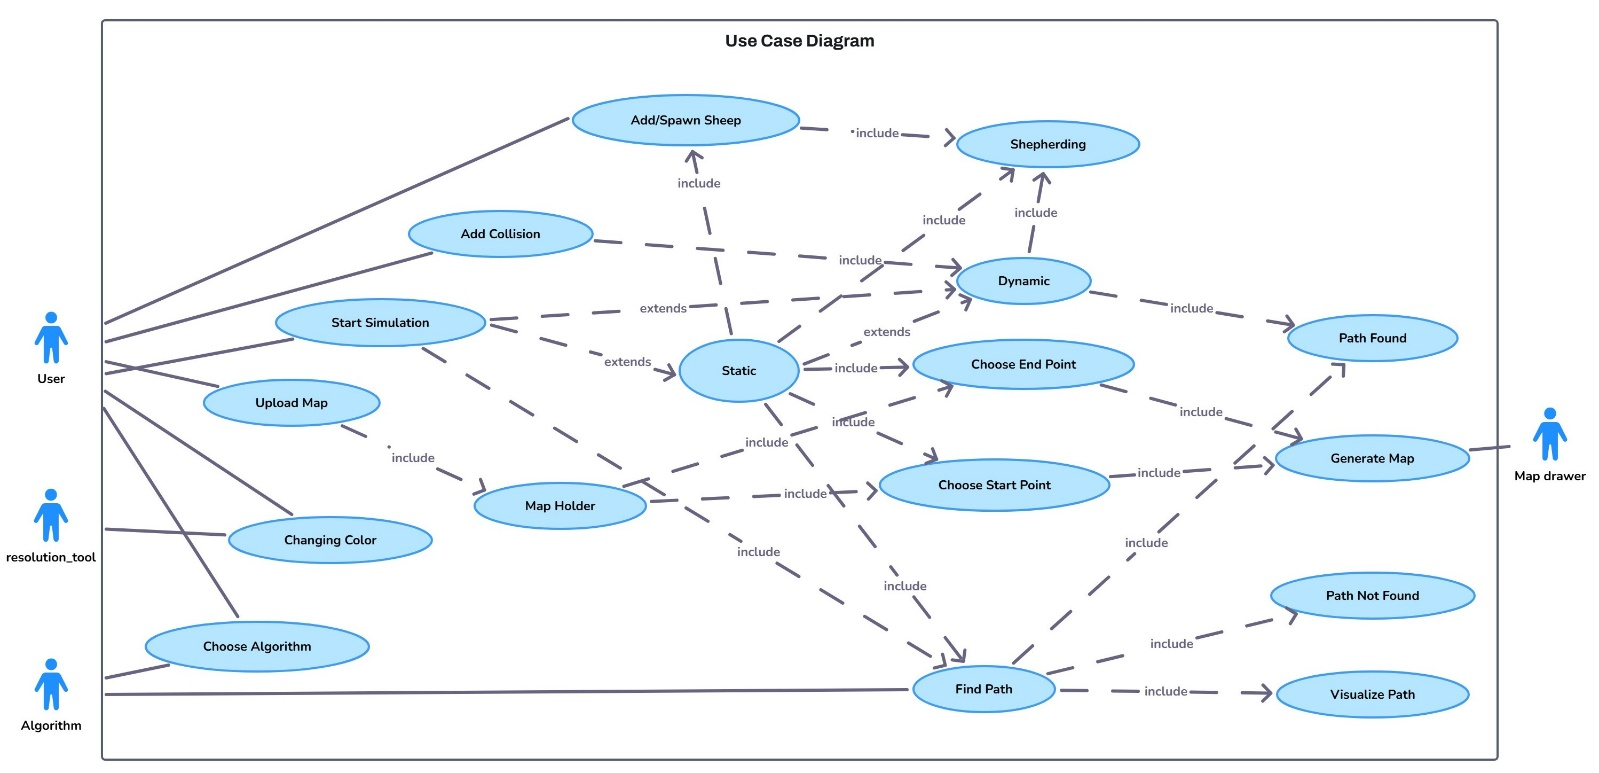 Use Case Diagram
Add/Spawn Sheep
include
Shepherding
include
include
include
Add Collision
include
Dynamic
Start Simulation
extends
include
Path Found
extends
extends
User
Static
include
Choose End Point
Upload Map
include
include
include
include
Generate Map
Map drawer
include
Choose Start Point
include
Map Holder
include
resolution_tool
Changing Color
include
include
include
Path Not Found
Choose Algorithm
include
Find Path
include
Visualize Path
Algorithm